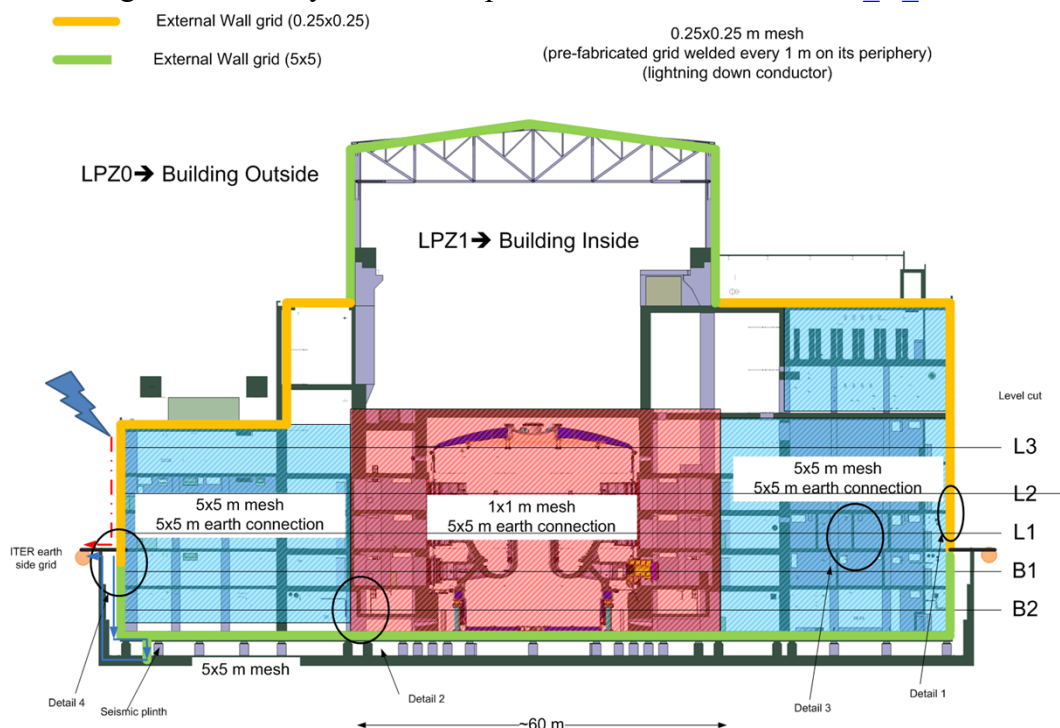 External Wall grid (0.25x0.25)
External Wall grid (5x5)
0.25x0.25 m mesh
(pre-fabricated grid welded every 1 m on its periphery)
(lightning down conductor)
LPZ0➔ Building Outside
LPZ1➔ Building Inside
Level cut
L3
5x5 m mesh
5x5 m earth connection
L2
5x5 m mesh
5x5 m earth connection
1x1 m mesh
5x5 m earth connection
L1
ITER earth
side grid
B1
B2
5x5 m mesh
Detail 4
Seismic plinth
Detail 2
Detail 3
Detail 1
~60 m